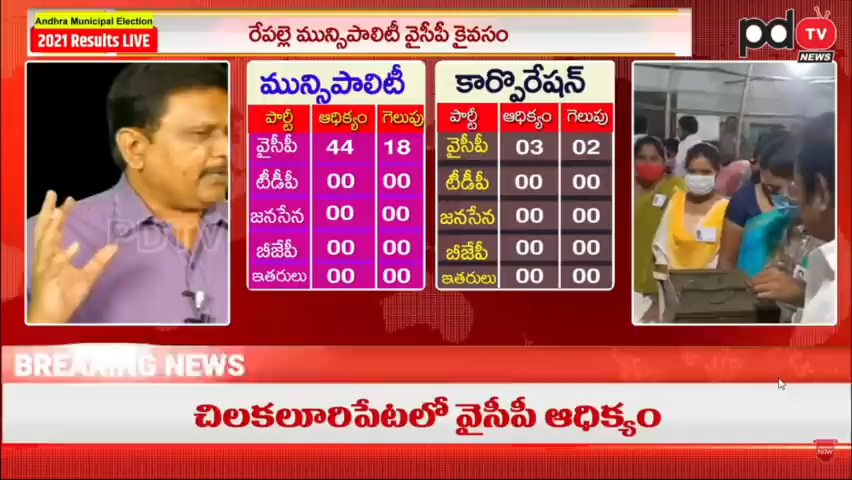 Andhra Municipal Election
2021 Results LIVE
రేపల్లె మున్సిపాలిటీ వైసీపీ కైవసం
pd TV
NEWS
మున్సిపాలిటీ
పార్టీ ఆధిక్యం గెలుపు
వైసీపీ 44 18
టీడీపీ 00 00
జనసేన 00 00
బీజేపీ 00 00
ఇతరులు 00 00
కార్పొరేషన్
పార్టీ ఆధిక్యం గెలుపు
వైసీపీ 03 02
టీడీపీ 00 00
జనసేన 00 00
బీజేపీ 00 00
ఇతరులు 00 00
PDTV
BREAKING NEWS
చిలకలూరిపేటలో వైసీపీ ఆధిక్యం
NOW